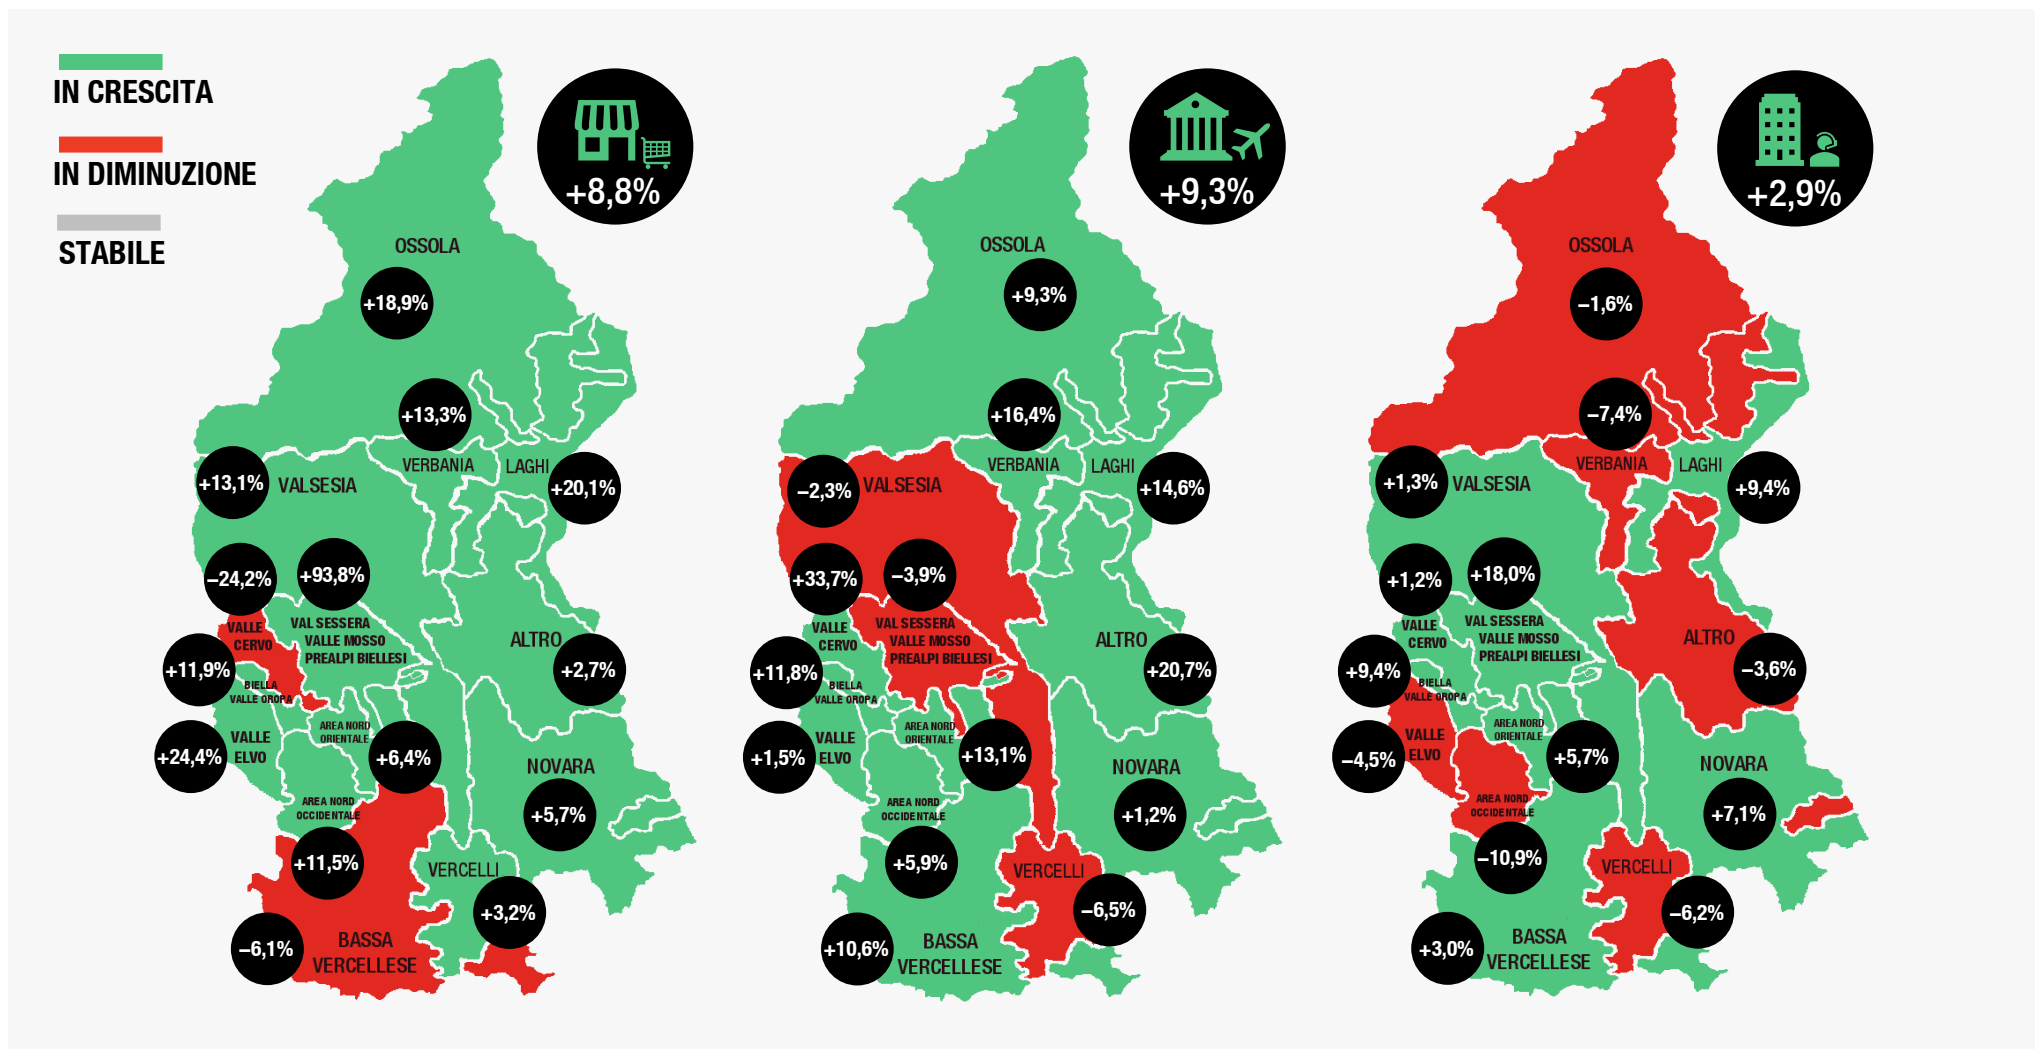 IN CRESCITA
IN DIMINUZIONE
STABILE
+8,8%
OSSOLA
+18,9%
+13,3%
VERBANIA
LAGHI
+20,1%
+13,1%
VALSESIA
−24,2%
+93,8%
VALLE
CERVO
VAL SESSERA
VALLE MOSSO
PREALPI BIELLESI
ALTRO
+2,7%
+11,9%
BIELLA
VALLE OROPA
AREA NORD
ORIENTALE
+24,4%
VALLE
ELVO
+6,4%
NOVARA
+5,7%
AREA NORD
OCCIDENTALE
+11,5%
VERCELLI
+3,2%
−6,1%
BASSA
VERCELLESE
+9,3%
OSSOLA
+9,3%
+16,4%
VERBANIA
LAGHI
+14,6%
−2,3%
VALSESIA
+33,7%
−3,9%
VALLE
CERVO
VAL SESSERA
VALLE MOSSO
PREALPI BIELLESI
ALTRO
+20,7%
+11,8%
BIELLA
VALLE OROPA
AREA NORD
ORIENTALE
+1,5%
VALLE
ELVO
+13,1%
NOVARA
+1,2%
AREA NORD
OCCIDENTALE
+5,9%
VERCELLI
−6,5%
+10,6%
BASSA
VERCELLESE
+2,9%
OSSOLA
−1,6%
−7,4%
VERBANIA
LAGHI
+9,4%
+1,3%
VALSESIA
+1,2%
+18,0%
VALLE
CERVO
VAL SESSERA
VALLE MOSSO
PREALPI BIELLESI
ALTRO
−3,6%
+9,4%
BIELLA
VALLE OROPA
AREA NORD
ORIENTALE
−4,5%
VALLE
ELVO
+5,7%
NOVARA
+7,1%
AREA NORD
OCCIDENTALE
−10,9%
VERCELLI
−6,2%
+3,0%
BASSA
VERCELLESE